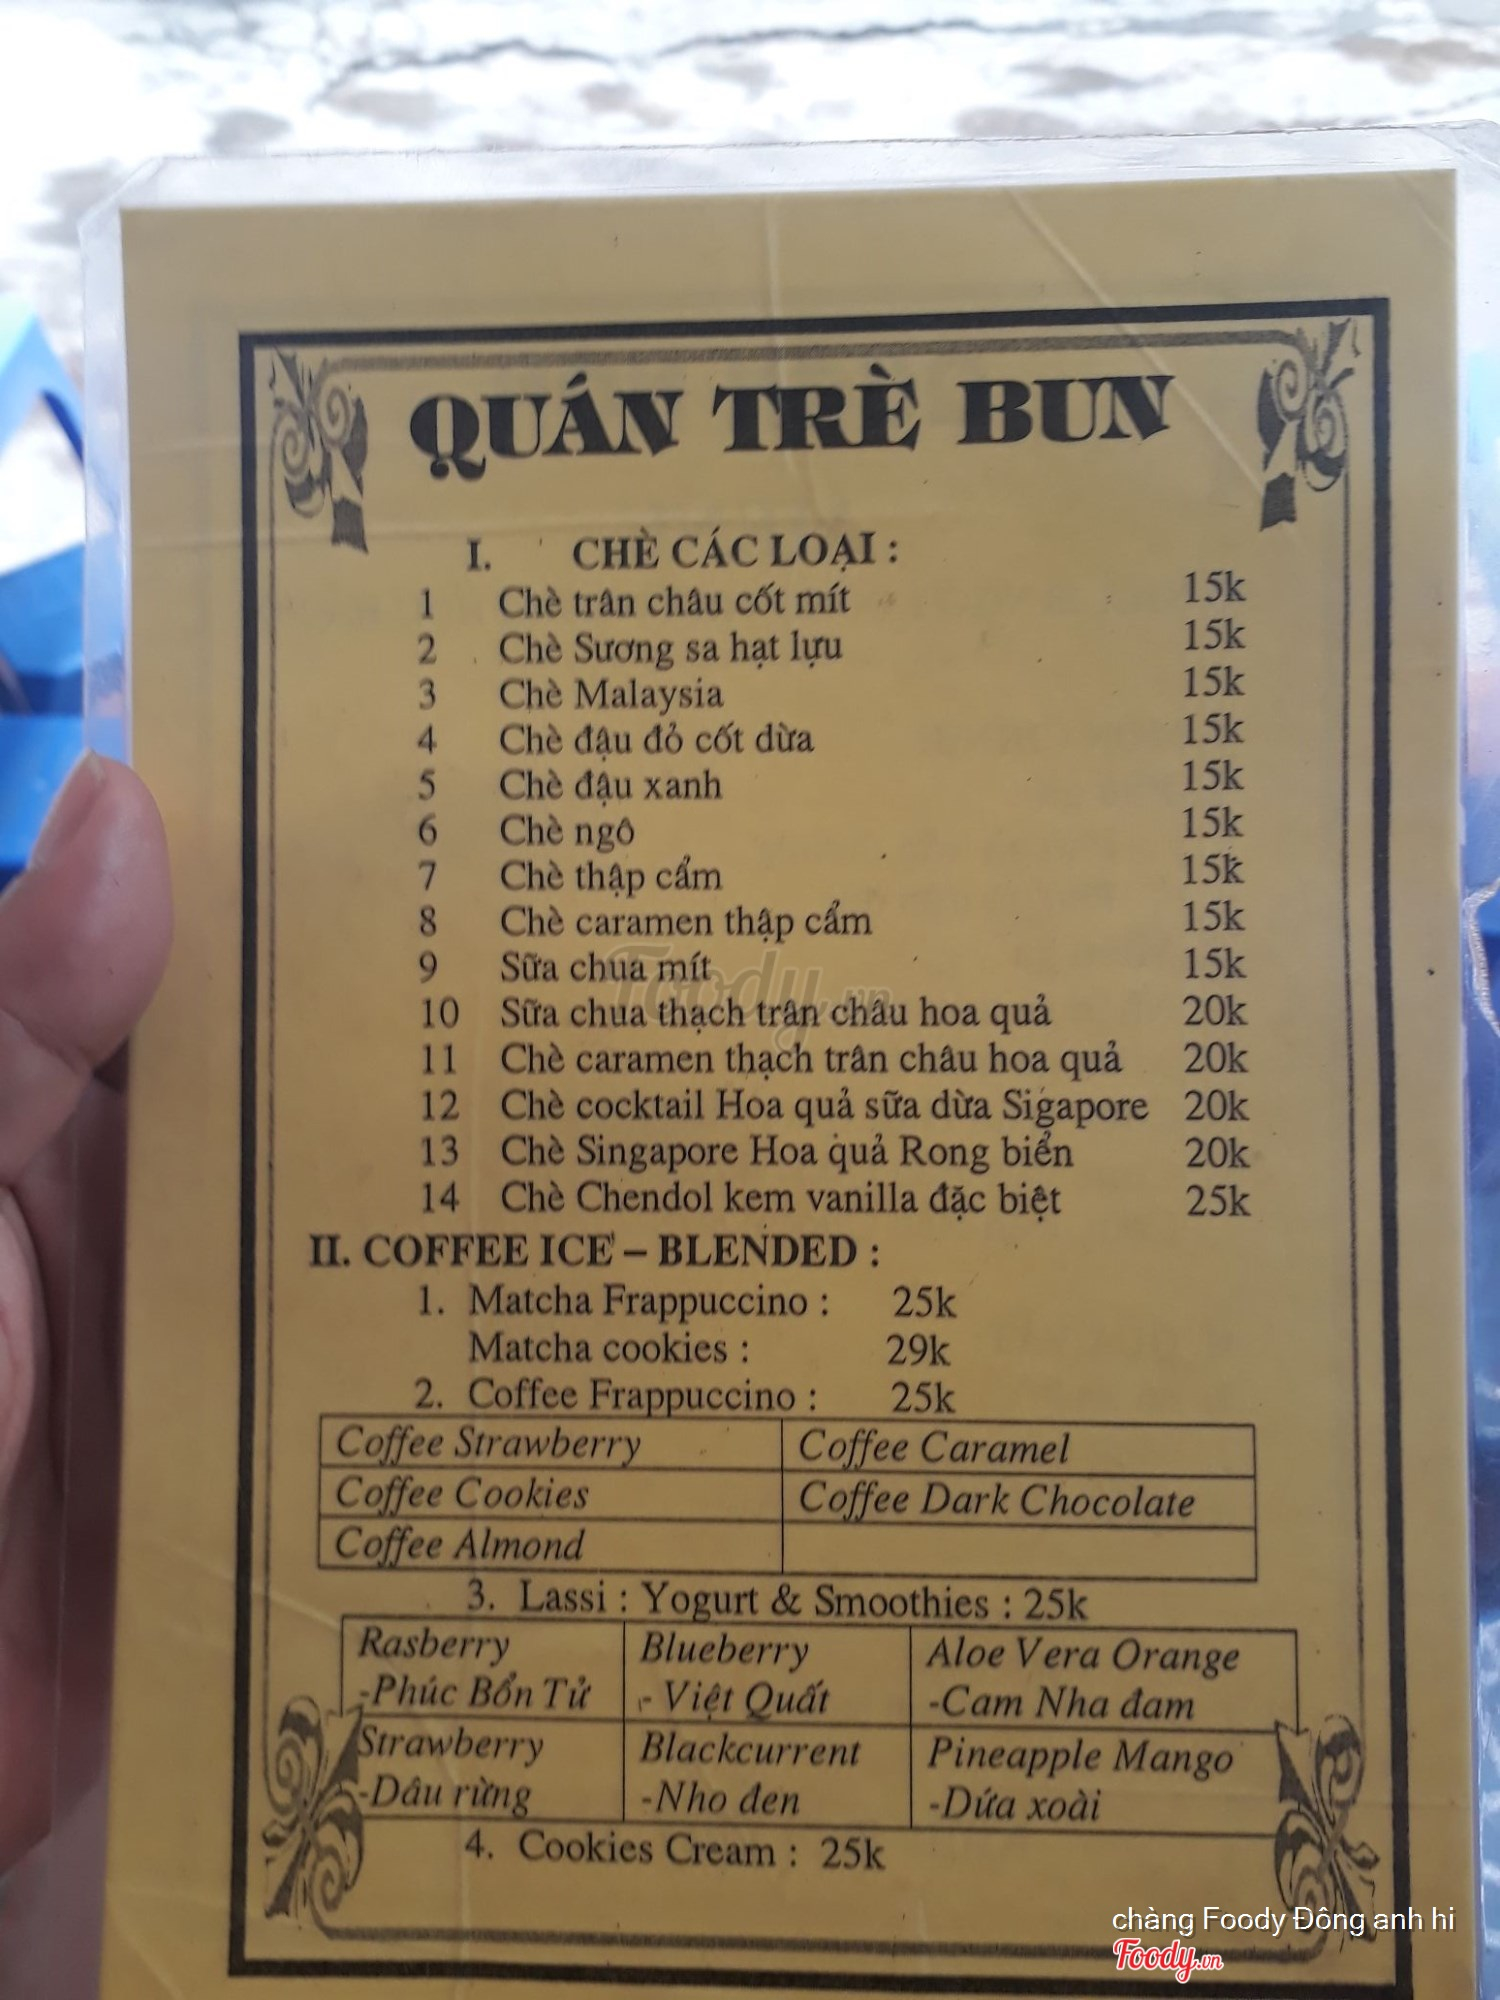 QUÁN TRÈ BUN
I. CHÈ CÁC LOẠI :
1 Chè trân châu cốt mít 15k
2 Chè Sương sa hạt lựu 15k
3 Chè Malaysia 15k
4 Chè đậu đỏ cốt dừa 15k
5 Chè đậu xanh 15k
6 Chè ngô 15k
7 Chè thập cẩm 15k
8 Chè caramen thập cẩm 15k
9 Sữa chua mít 15k
10 Sữa chua thạch trân châu hoa quả 20k
11 Chè caramen thạch trân châu hoa quả 20k
12 Chè cocktail Hoa quả sữa dừa Sigapore 20k
13 Chè Singapore Hoa quả Rong biển 20k
14 Chè Chendol kem vanilla đặc biệt 25k
II. COFFEE ICE – BLENDED :
1. Matcha Frappuccino : 25k
Matcha cookies : 29k
2. Coffee Frappuccino : 25k
Coffee Strawberry Coffee Caramel
Coffee Cookies Coffee Dark Chocolate
Coffee Almond
3. Lassi : Yogurt & Smoothies : 25k
Rasberry Blueberry Aloe Vera Orange
-Phúc Bổn Tử - Việt Quất -Cam Nha đam
Strawberry Blackcurrent Pineapple Mango
-Dâu rừng -Nho đen -Dứa xoài
4. Cookies Cream : 25k
Foody.vn
chàng Foody Đông anh hi
Foody.vn